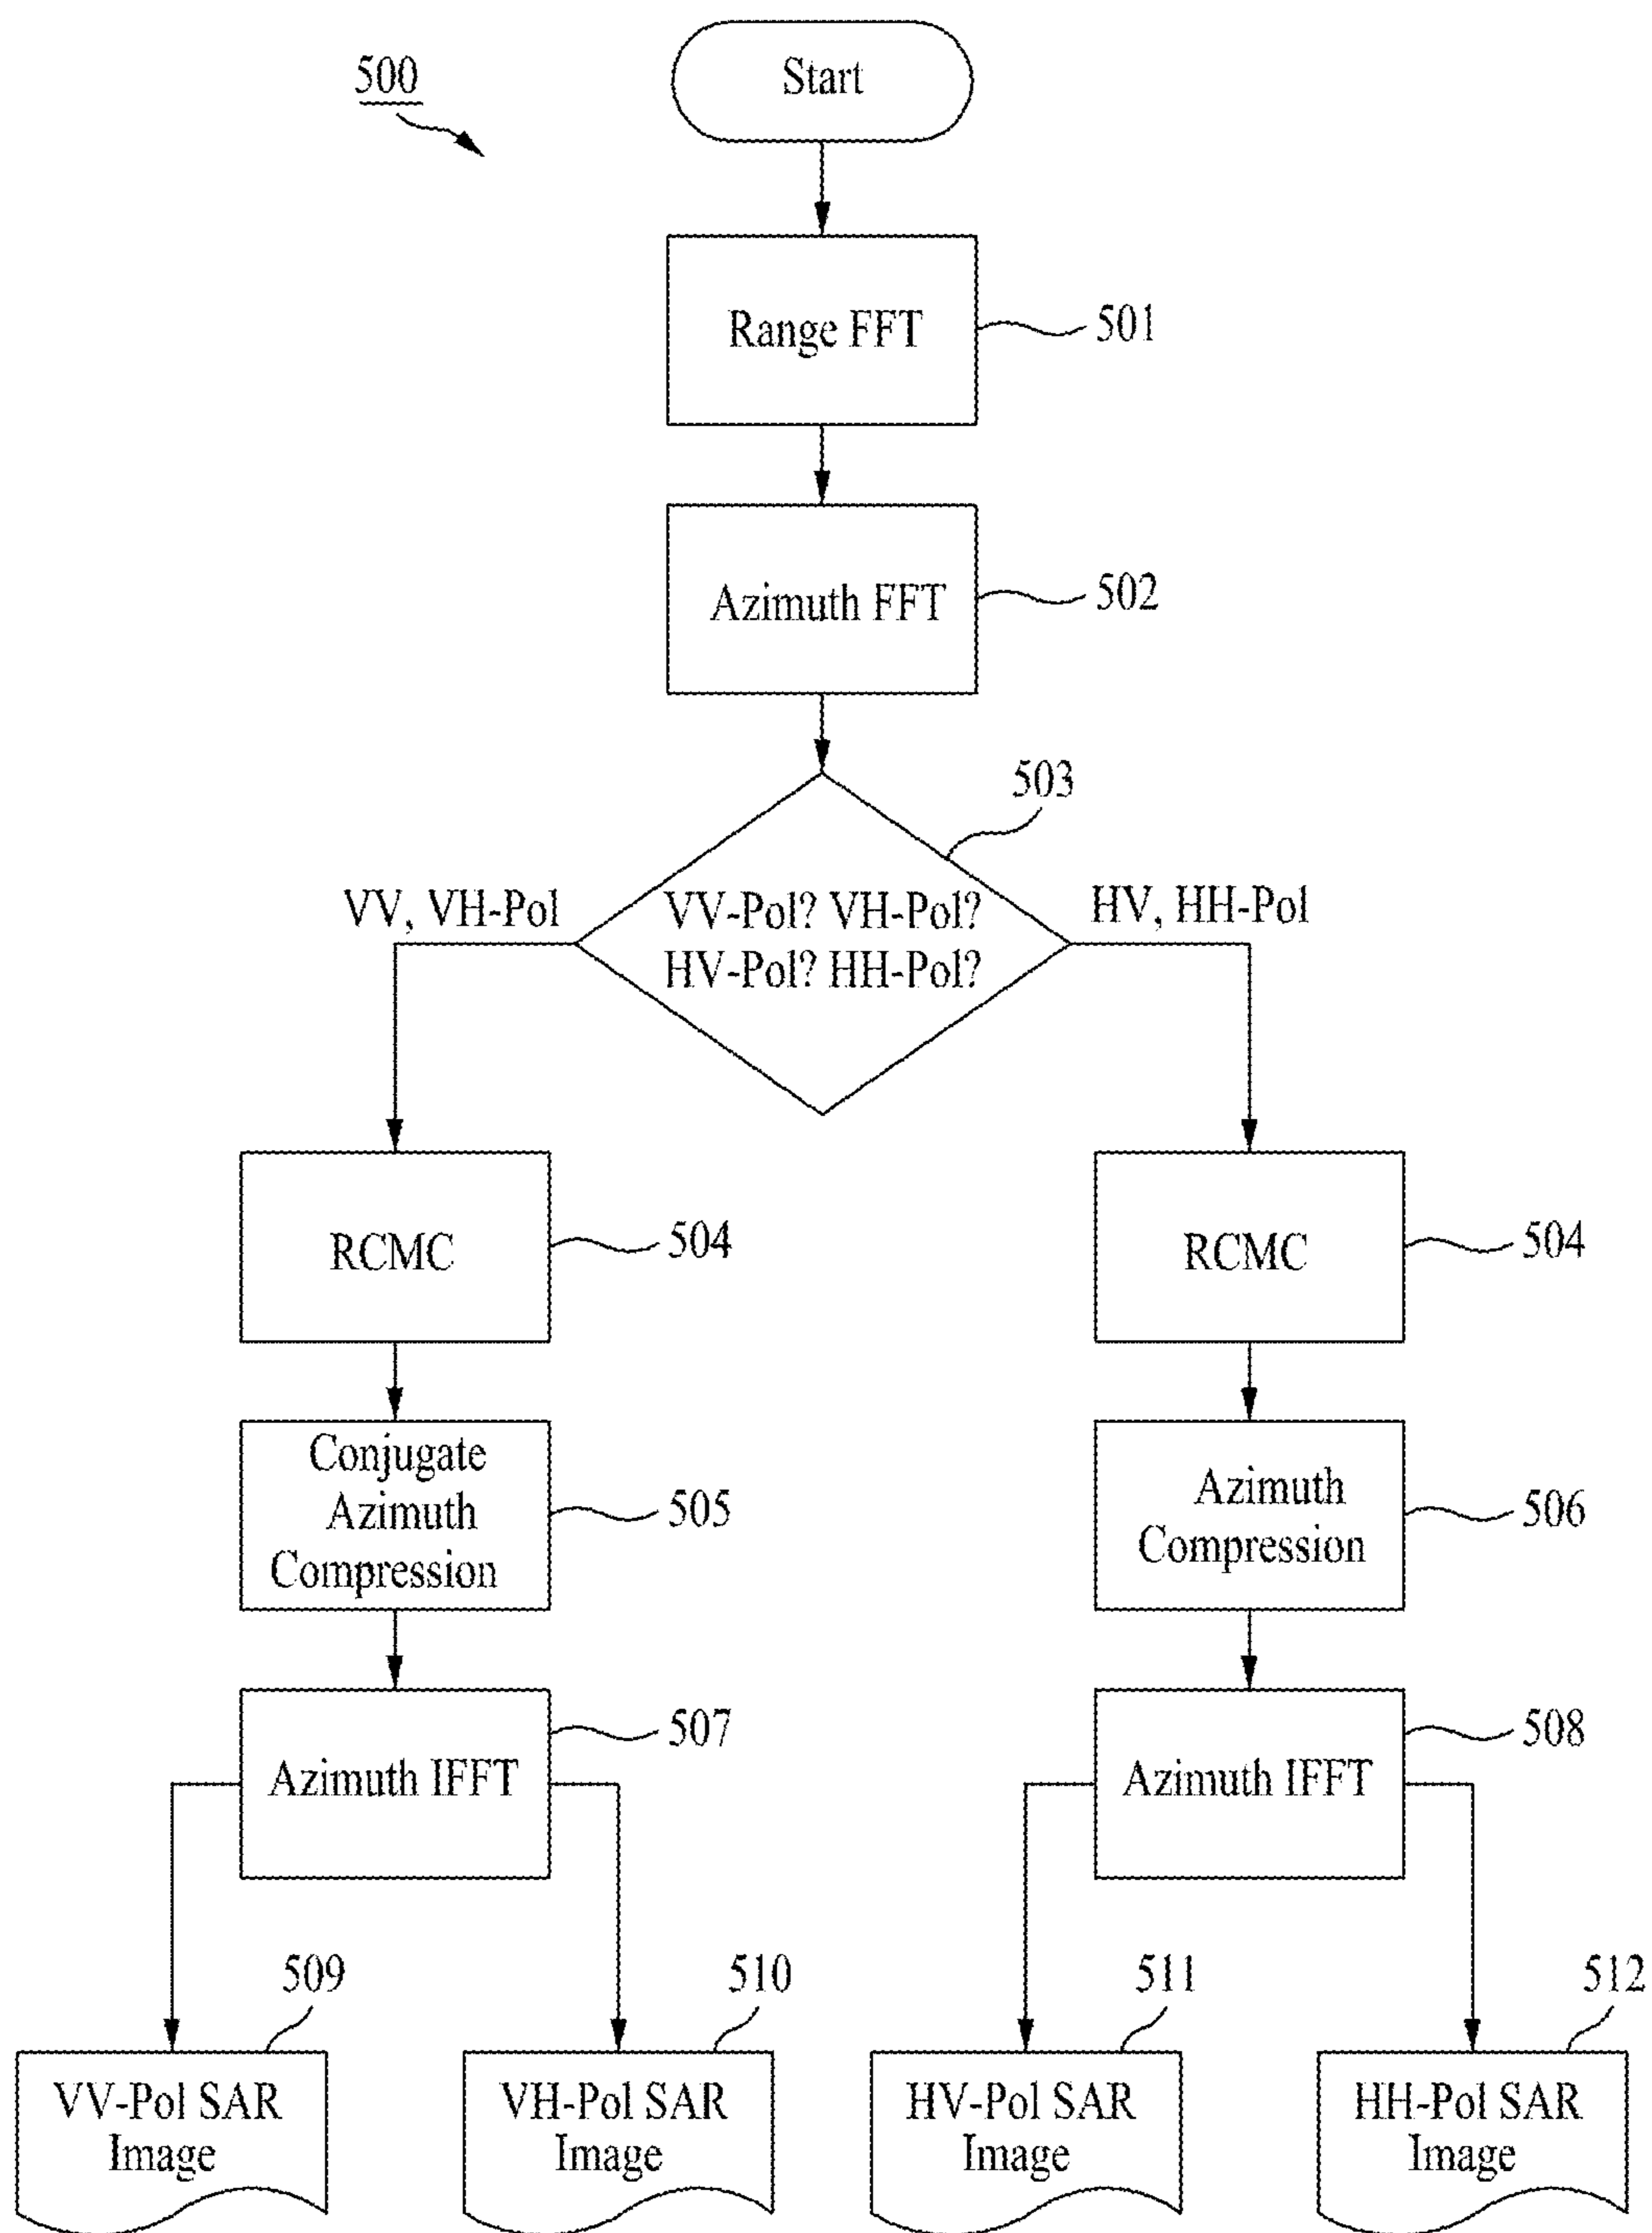 500
Start
Range FFT
501
Azimuth FFT
502
503
VV, VH-Pol
VV-Pol? VH-Pol?
HV-Pol? HH-Pol?
HV, HH-Pol
RCMC
504
RCMC
504
Conjugate
Azimuth
Compression
505
Azimuth
Compression
506
Azimuth IFFT
507
Azimuth IFFT
508
509
510
511
512
VV-Pol SAR
Image
VH-Pol SAR
Image
HV-Pol SAR
Image
HH-Pol SAR
Image